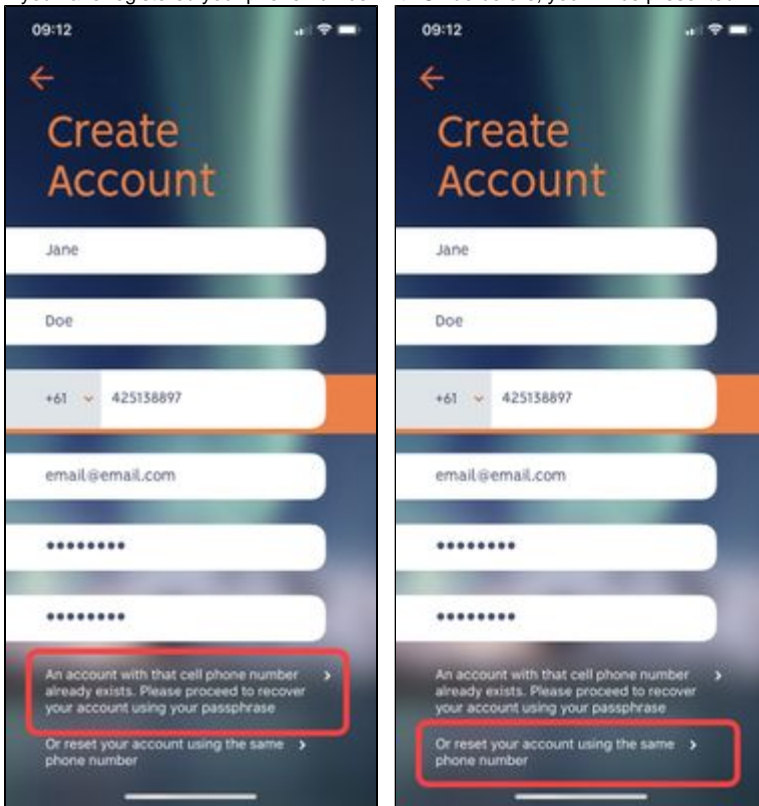 09:12
Create
Account
Jane
Doe
+61 425138897
email@email.com
An account with that cell phone number
already exists. Please proceed to recover
your account using your passphrase
Or reset your account using the same
phone number
09:12
Create
Account
Jane
Doe
+61 425138897
email@email.com
An account with that cell phone number
already exists. Please proceed to recover
your account using your passphrase
Or reset your account using the same
phone number